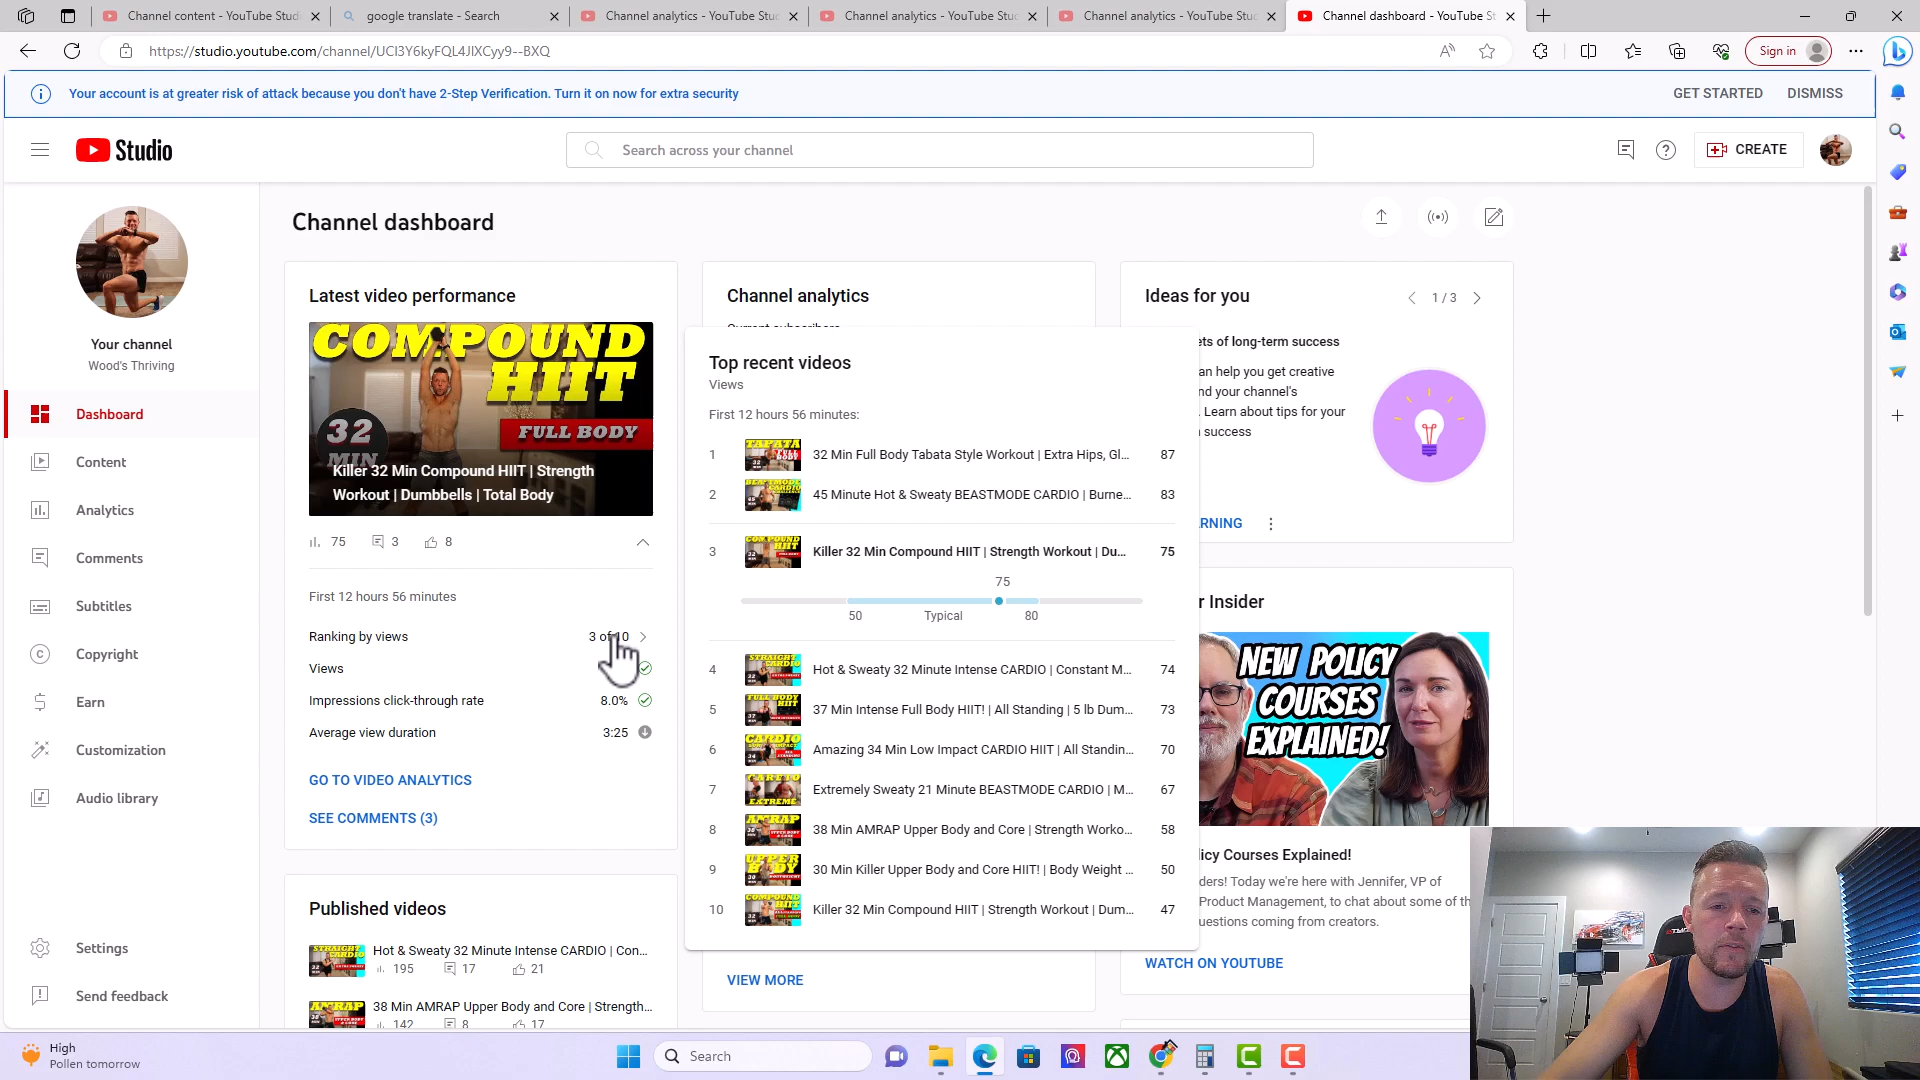 Channel content - YouTube Stud
google translate - Search
Channel analytics - YouTube Stud
Channel analytics - YouTube Stud
Channel analytics - YouTube Stud
Channel dashboard - YouTube St
https://studio.youtube.com/channel/UCI3Y6kyFQL4JIXCyy9--BXQ
Sign in
Your account is at greater risk of attack because you don't have 2-Step Verification. Turn it on now for extra security
GET STARTED
DISMISS
Studio
Search across your channel
CREATE
Channel dashboard
Your channel
Wood's Thriving
Dashboard
Content
Analytics
Comments
Subtitles
Copyright
Earn
Customization
Audio library
Settings
Send feedback
Latest video performance
COMPOUND
HIIT
32
MIN
FULL BODY
Killer 32 Min Compound HIIT | Strength
Workout | Dumbbells | Total Body
75 3 8
First 12 hours 56 minutes
Ranking by views 3 of 10
Views
Impressions click-through rate 8.0%
Average view duration 3:25
GO TO VIDEO ANALYTICS
SEE COMMENTS (3)
Published videos
Hot & Sweaty 32 Minute Intense CARDIO | Con...
195 17 21
38 Min AMRAP Upper Body and Core | Strength...
142 8 17
Channel analytics
Current subscribers
Top recent videos
Views
First 12 hours 56 minutes:
1 32 Min Full Body Tabata Style Workout | Extra Hips, Gl... 87
2 45 Minute Hot & Sweaty BEASTMODE CARDIO | Burne... 83
3 Killer 32 Min Compound HIIT | Strength Workout | Du... 75
75
50 Typical 80
4 Hot & Sweaty 32 Minute Intense CARDIO | Constant M... 74
5 37 Min Intense Full Body HIIT! | All Standing | 5 lb Dum... 73
6 Amazing 34 Min Low Impact CARDIO HIIT | All Standin... 70
7 Extremely Sweaty 21 Minute BEASTMODE CARDIO | M... 67
8 38 Min AMRAP Upper Body and Core | Strength Worko... 58
9 30 Min Killer Upper Body and Core HIIT! | Body Weight ... 50
10 Killer 32 Min Compound HIIT | Strength Workout | Dum... 47
VIEW MORE
Ideas for you
1 / 3
ets of long-term success
an help you get creative
nd your channel's
. Learn about tips for your
success
RNING
r Insider
NEW POLICY
COURSES
EXPLAINED!
icy Courses Explained!
ders! Today we're here with Jennifer, VP of
Product Management, to chat about some of th
uestions coming from creators.
WATCH ON YOUTUBE
High
Pollen tomorrow
Search